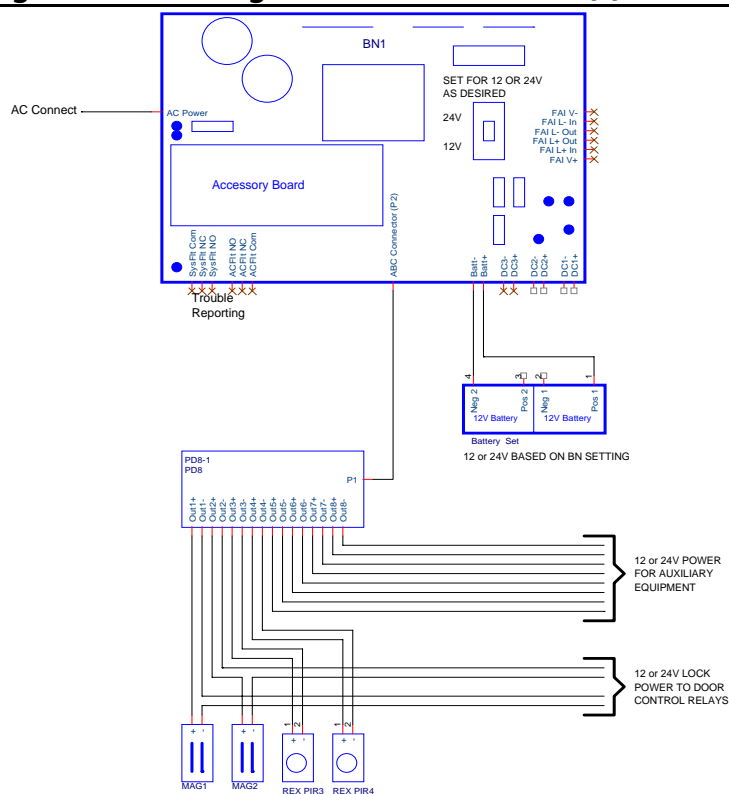 BN1
SET FOR 12 OR 24V
AS DESIRED
24V
12V
AC Connect
AC Power
FAI V-
FAI L- In
FAI L- Out
FAI L+ Out
FAI L+ In
FAI V+
Accessory Board
SysFlt Com
SysFlt NC
SysFlt NO
ACFlt NO
ACFlt NC
ACFlt Com
ABC Connector (P2)
Batt-
Batt+
DC3-
DC3+
DC2-
DC2+
DC1-
DC1+
Trouble
Reporting
4
3
2
1
Neg 2
Pos 2
Neg 1
Pos 1
12V Battery
12V Battery
Battery Set
12 or 24V BASED ON BN SETTING
PD8-1
PD8
P1
Out1+
Out1-
Out2+
Out2-
Out3+
Out3-
Out4+
Out4-
Out5+
Out5-
Out6+
Out6-
Out7+
Out7-
Out8+
Out8-
12 or 24V POWER
FOR AUXILIARY
EQUIPMENT
12 or 24V LOCK
POWER TO DOOR
CONTROL RELAYS
1
2
1
2
+ -
+ -
+ -
+ -
MAG1
MAG2
REX PIR3
REX PIR4